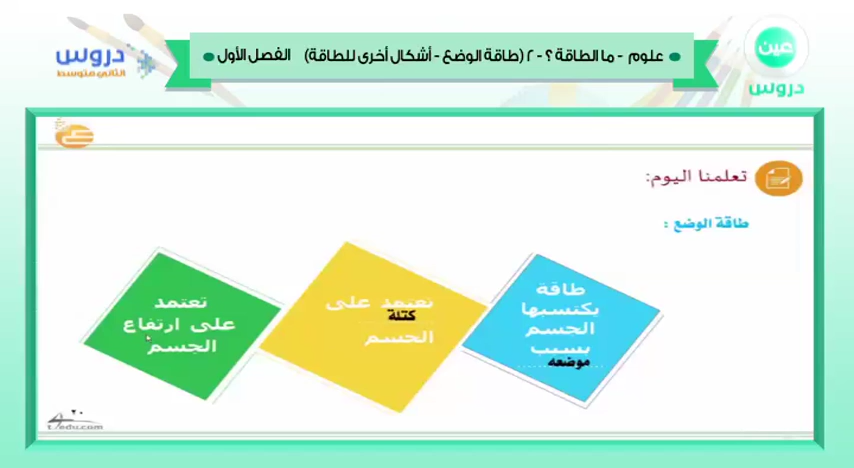 علوم - ما الطاقة ؟ - ٢ (طاقة الوضع - أشكال أخرى للطاقة) الفصل الأول
عين
دروس
دروس
الثاني متوسط
تعلمنا اليوم:
طاقة الوضع :
طاقة
يكتسبها
الجسم
بسبب
موضعه
تعتمد على
كتلة
الجسم
تعتمد
على ارتفاع
الجسم
٢٠